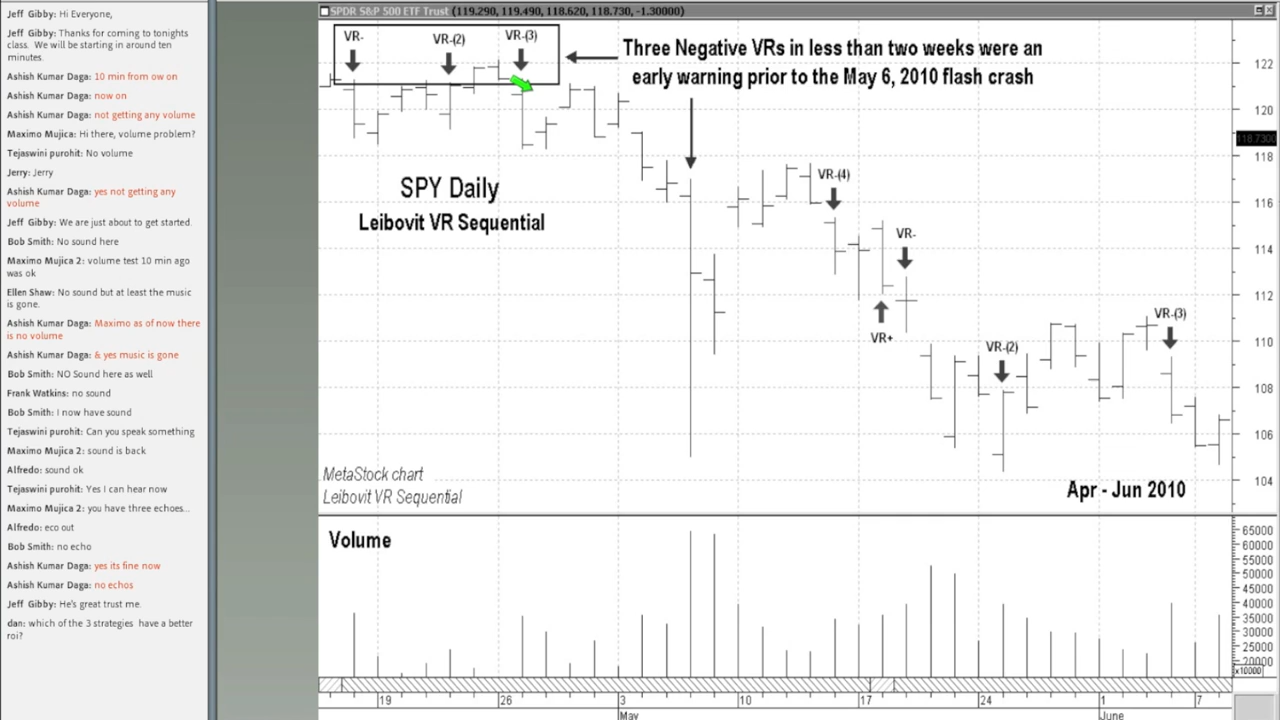 Jeff Gibby: Hi Everyone,
Jeff Gibby: Thanks for coming to tonights
class. We will be starting in around ten
minutes.
Ashish Kumar Daga: 10 min from ow on
Ashish Kumar Daga: now on
Ashish Kumar Daga: not getting any volume
Maximo Mujica: Hi there, volume problem?
Tejaswini purohit: No volume
Jerry: Jerry
Ashish Kumar Daga: yes not getting any
volume
Jeff Gibby: We are just about to get started.
Bob Smith: No sound here
Maximo Mujica 2: volume test 10 min ago
was ok
Ellen Shaw: No sound but at least the music
is gone.
Ashish Kumar Daga: Maximo as of now there
is no volume
Ashish Kumar Daga: & yes music is gone
Bob Smith: NO Sound here as well
Frank Watkins: no sound
Bob Smith: I now have sound
Tejaswini purohit: Can you speak something
Maximo Mujica 2: sound is back
Alfredo: sound ok
Tejaswini purohit: Yes I can hear now
Maximo Mujica 2: you have three echoes...
Alfredo: eco out
Bob Smith: no echo
Ashish Kumar Daga: yes its fine now
Ashish Kumar Daga: no echos
Jeff Gibby: He's great trust me.
dan: which of the 3 strategies have a better
roi?
SPDR S&P 500 ETF Trust (119.290, 119.490, 118.620, 118.730, -1.30000)
VR- VR-(2) VR-(3)
Three Negative VRs in less than two weeks were an
early warning prior to the May 6, 2010 flash crash
SPY Daily
Leibovit VR Sequential
VR-(4)
VR-
VR+
VR-(2)
VR-(3)
122
120
118.7300
118
116
114
112
110
108
106
104
MetaStock chart
Leibovit VR Sequential
Apr - Jun 2010
Volume
65000
60000
55000
50000
45000
40000
35000
30000
25000
20000
x10000
19 26 3 10 17 24 1 7
May June